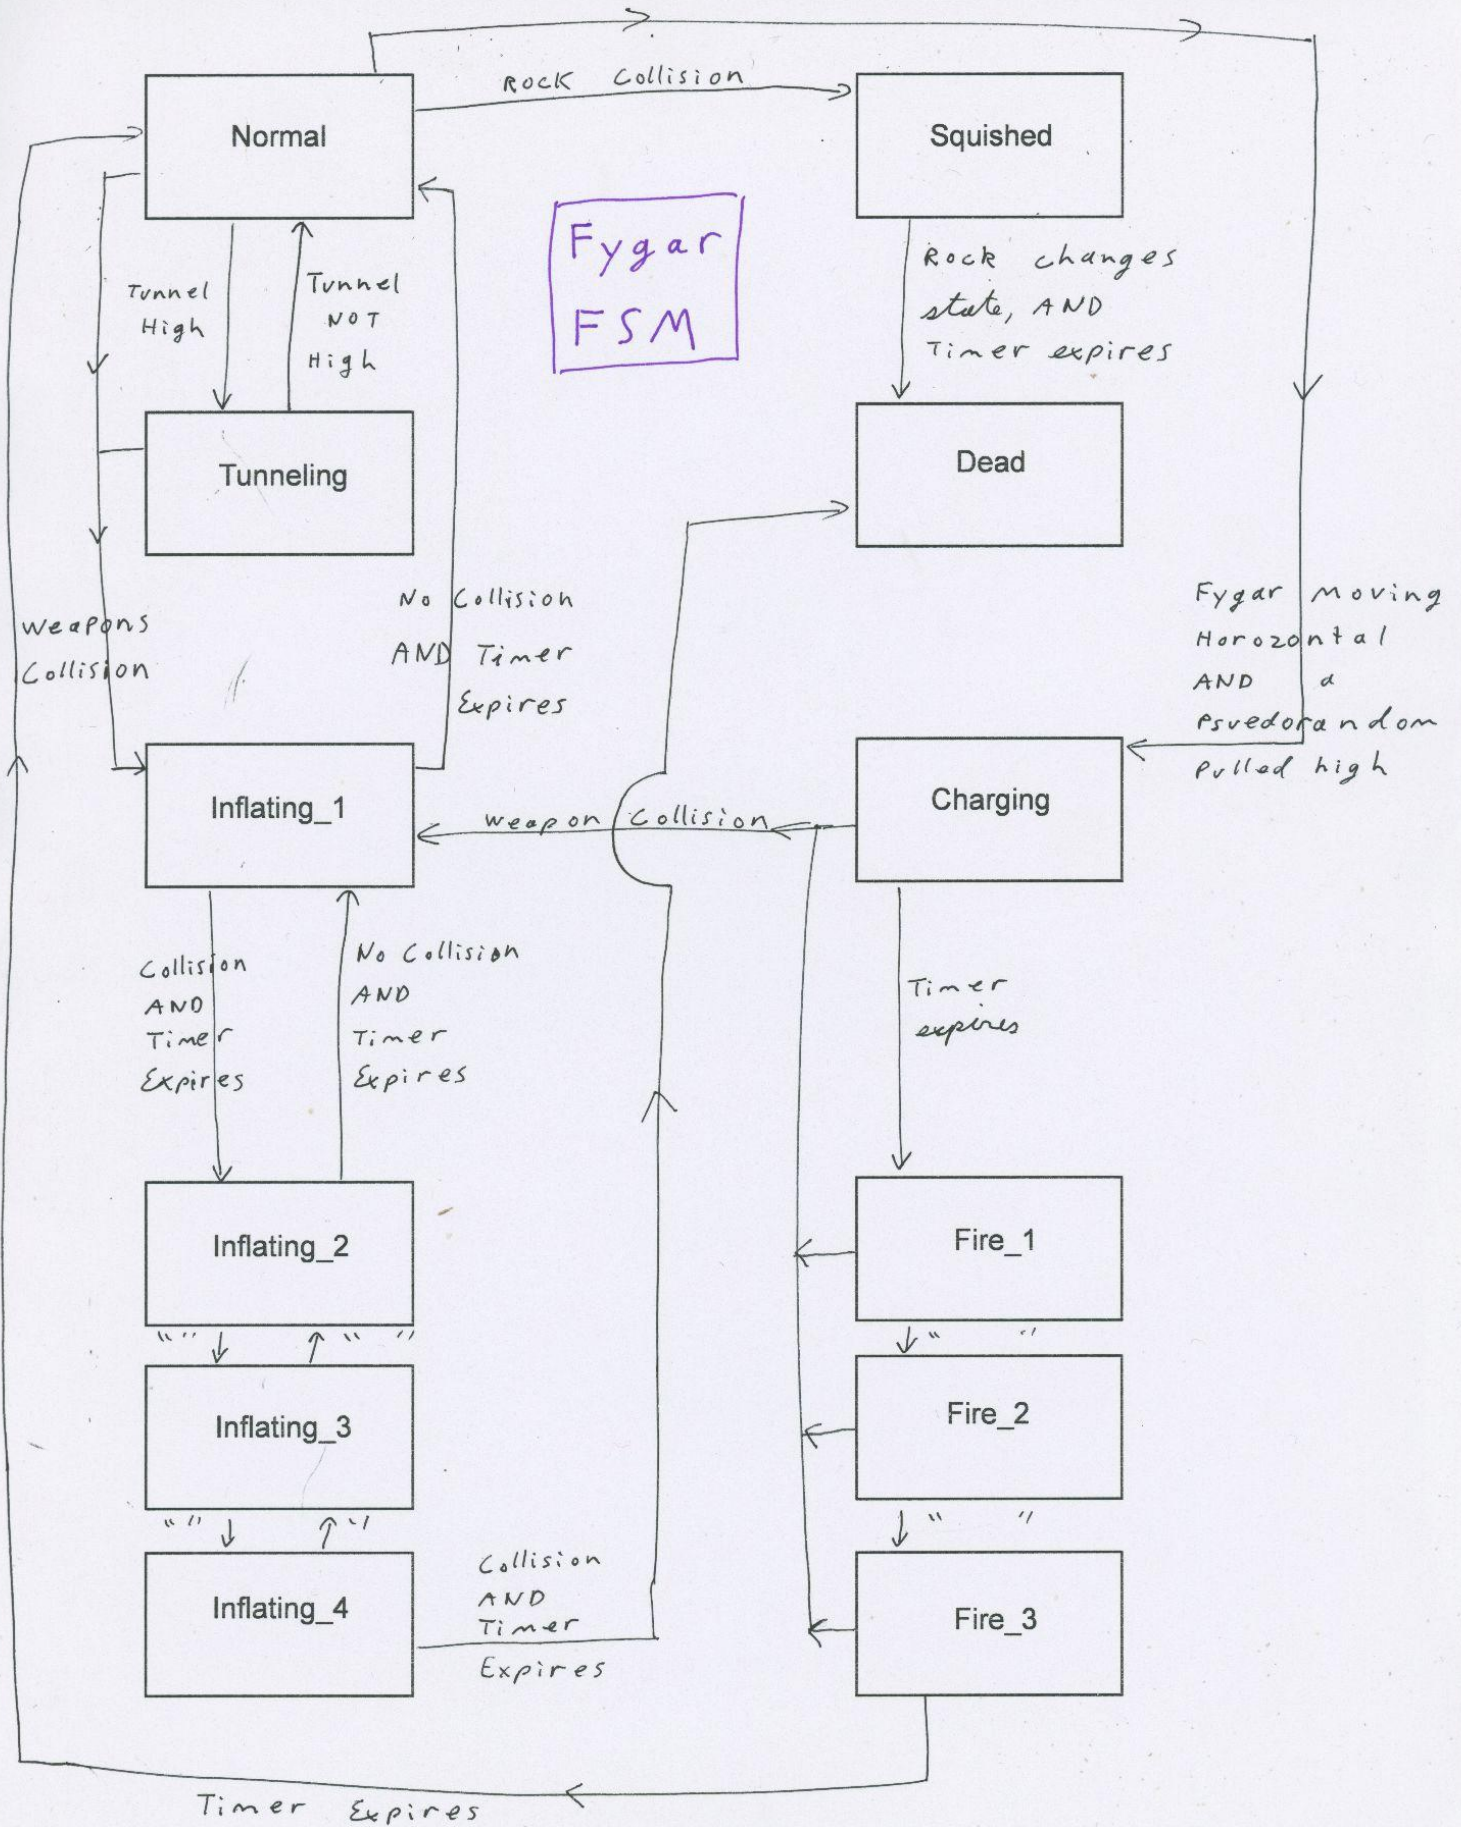 Rock Collision
Normal
Squished
Fygar
FSM
Tunnel
High
Tunnel
NOT
High
Rock changes
state, AND
Timer expires
Tunneling
Dead
Weapons
Collision
No Collision
AND Timer
Expires
Fygar Moving
Horozontal
AND a
Psuedorandom
Pulled high
Inflating_1
Weapon Collision
Charging
Collision
AND
Timer
Expires
No Collision
AND
Timer
Expires
Timer
expires
Inflating_2
Fire_1
" "
" "
" "
Inflating_3
Fire_2
" "
" "
" "
Inflating_4
Collision
AND
Timer
Expires
Fire_3
Timer Expires